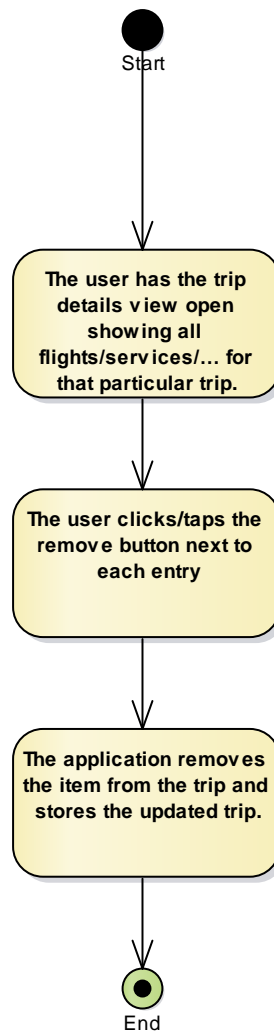 Start
The user has the trip
details view open
showing all
flights/services/... for
that particular trip.
The user clicks/taps the
remove button next to
each entry
The application removes
the item from the trip and
stores the updated trip.
End